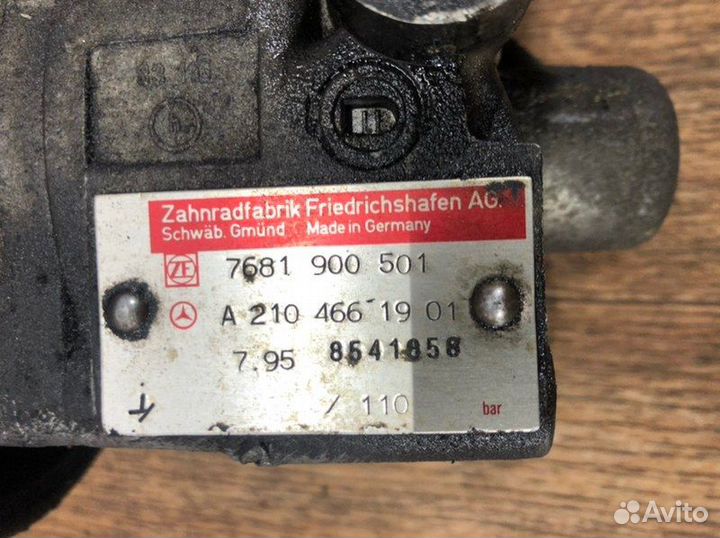 Zahnradfabrik Friedrichshafen AG.
Schwäb. Gmünd Made in Germany
ZF 7681 900 501
A 210 466 19 01
7.95 8541858
/ 110 bar
Avito